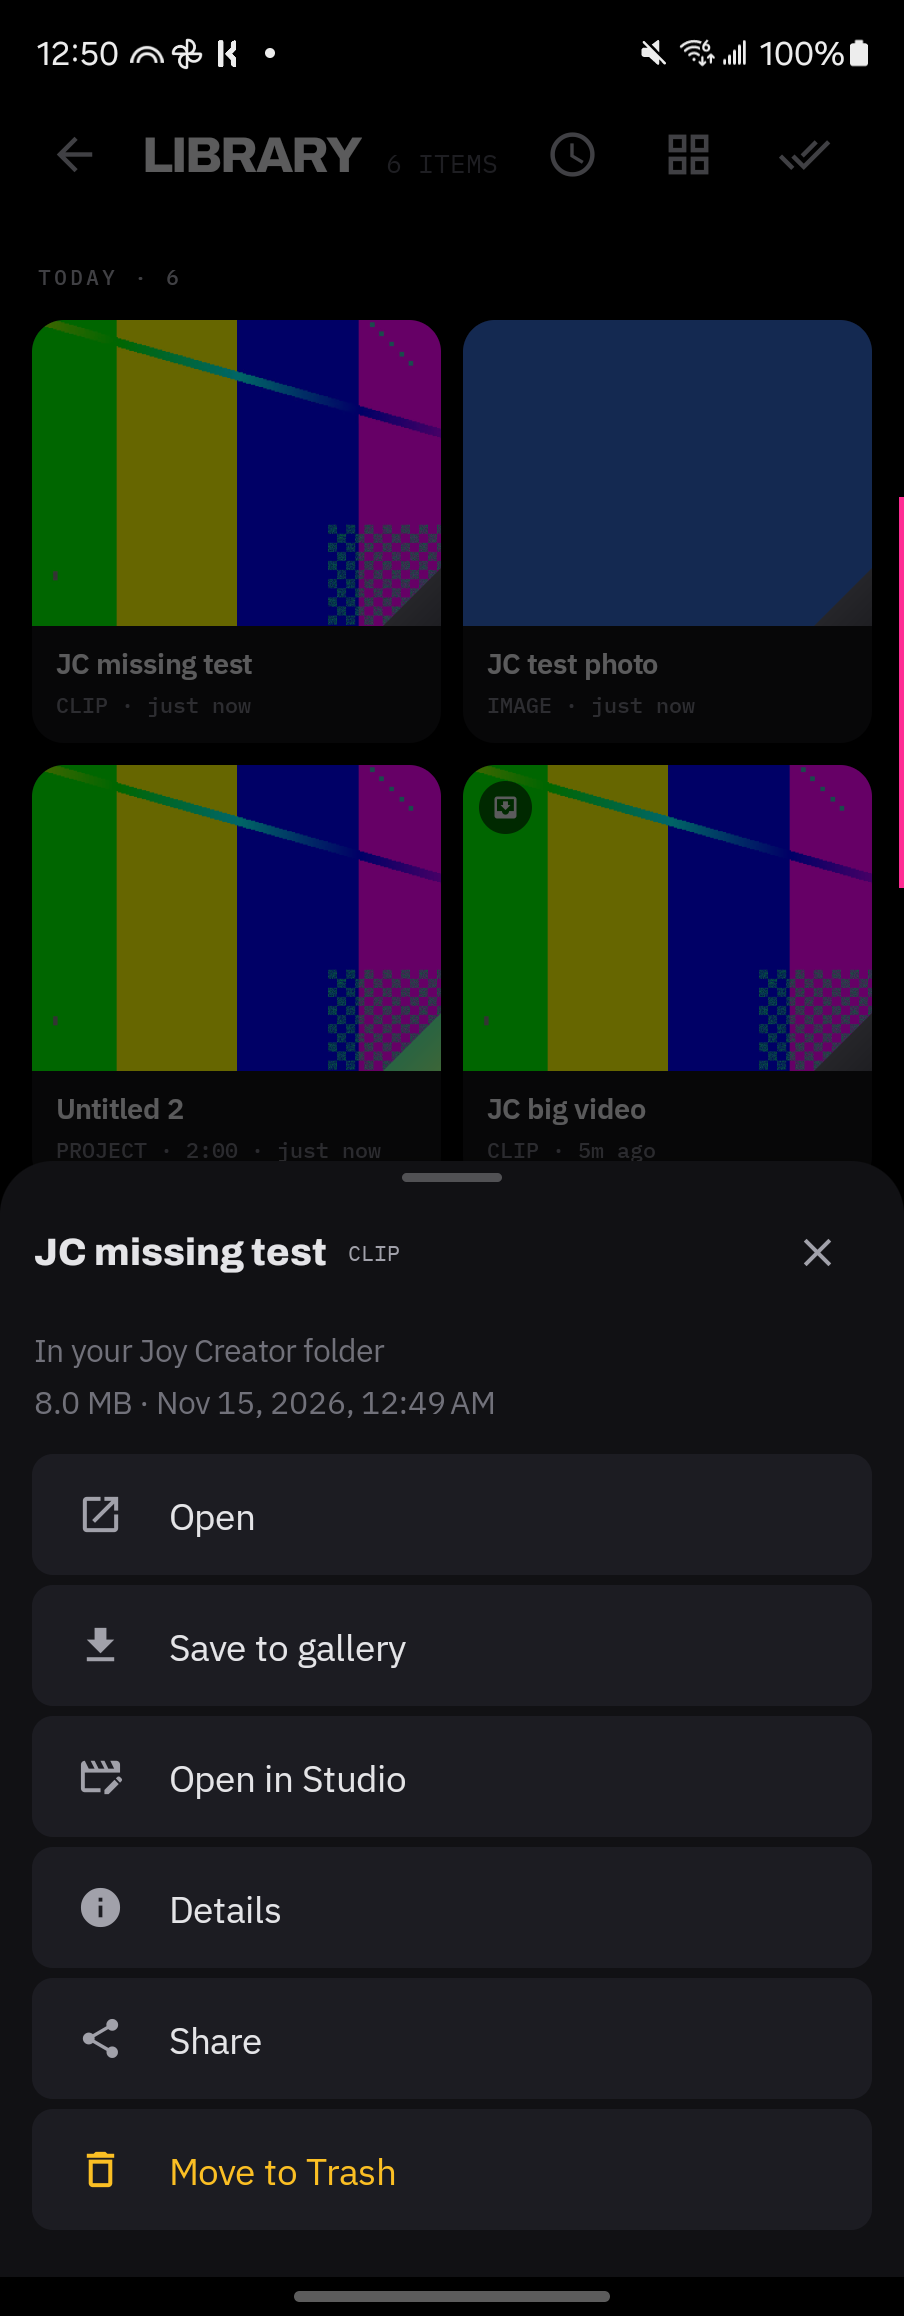 12:50
100%
LIBRARY 6 ITEMS
TODAY · 6
JC missing test
CLIP · just now
JC test photo
IMAGE · just now
Untitled 2
PROJECT · 2:00 · just now
JC big video
CLIP · 5m ago
JC missing test CLIP
In your Joy Creator folder
8.0 MB · Nov 15, 2026, 12:49 AM
Open
Save to gallery
Open in Studio
Details
Share
Move to Trash